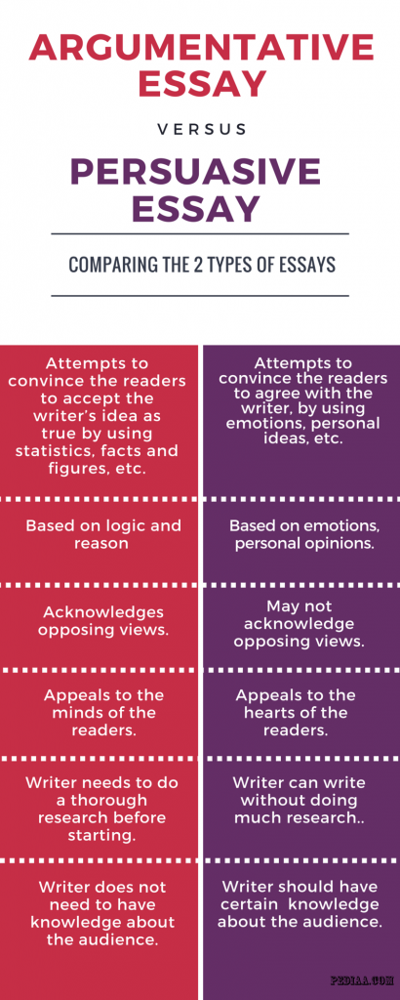 ARGUMENTATIVE
ESSAY
VERSUS
PERSUASIVE
ESSAY
COMPARING THE 2 TYPES OF ESSAYS
Attempts to
convince the readers
to accept the
writer's idea as
true by using
statistics, facts and
figures, etc.
Attempts to
convince the readers
to agree with the
writer, by using
emotions, personal
ideas, etc.
Based on logic and
reason
Based on emotions,
personal opinions.
Acknowledges
opposing views.
May not
acknowledge
opposing views.
Appeals to the
minds of the
readers.
Appeals to the
hearts of the
readers.
Writer needs to do
a thorough
research before
starting.
Writer can write
without doing
much research..
Writer does not
need to have
knowledge about
the audience.
Writer should have
certain knowledge
about the audience.
PEDIAA.COM